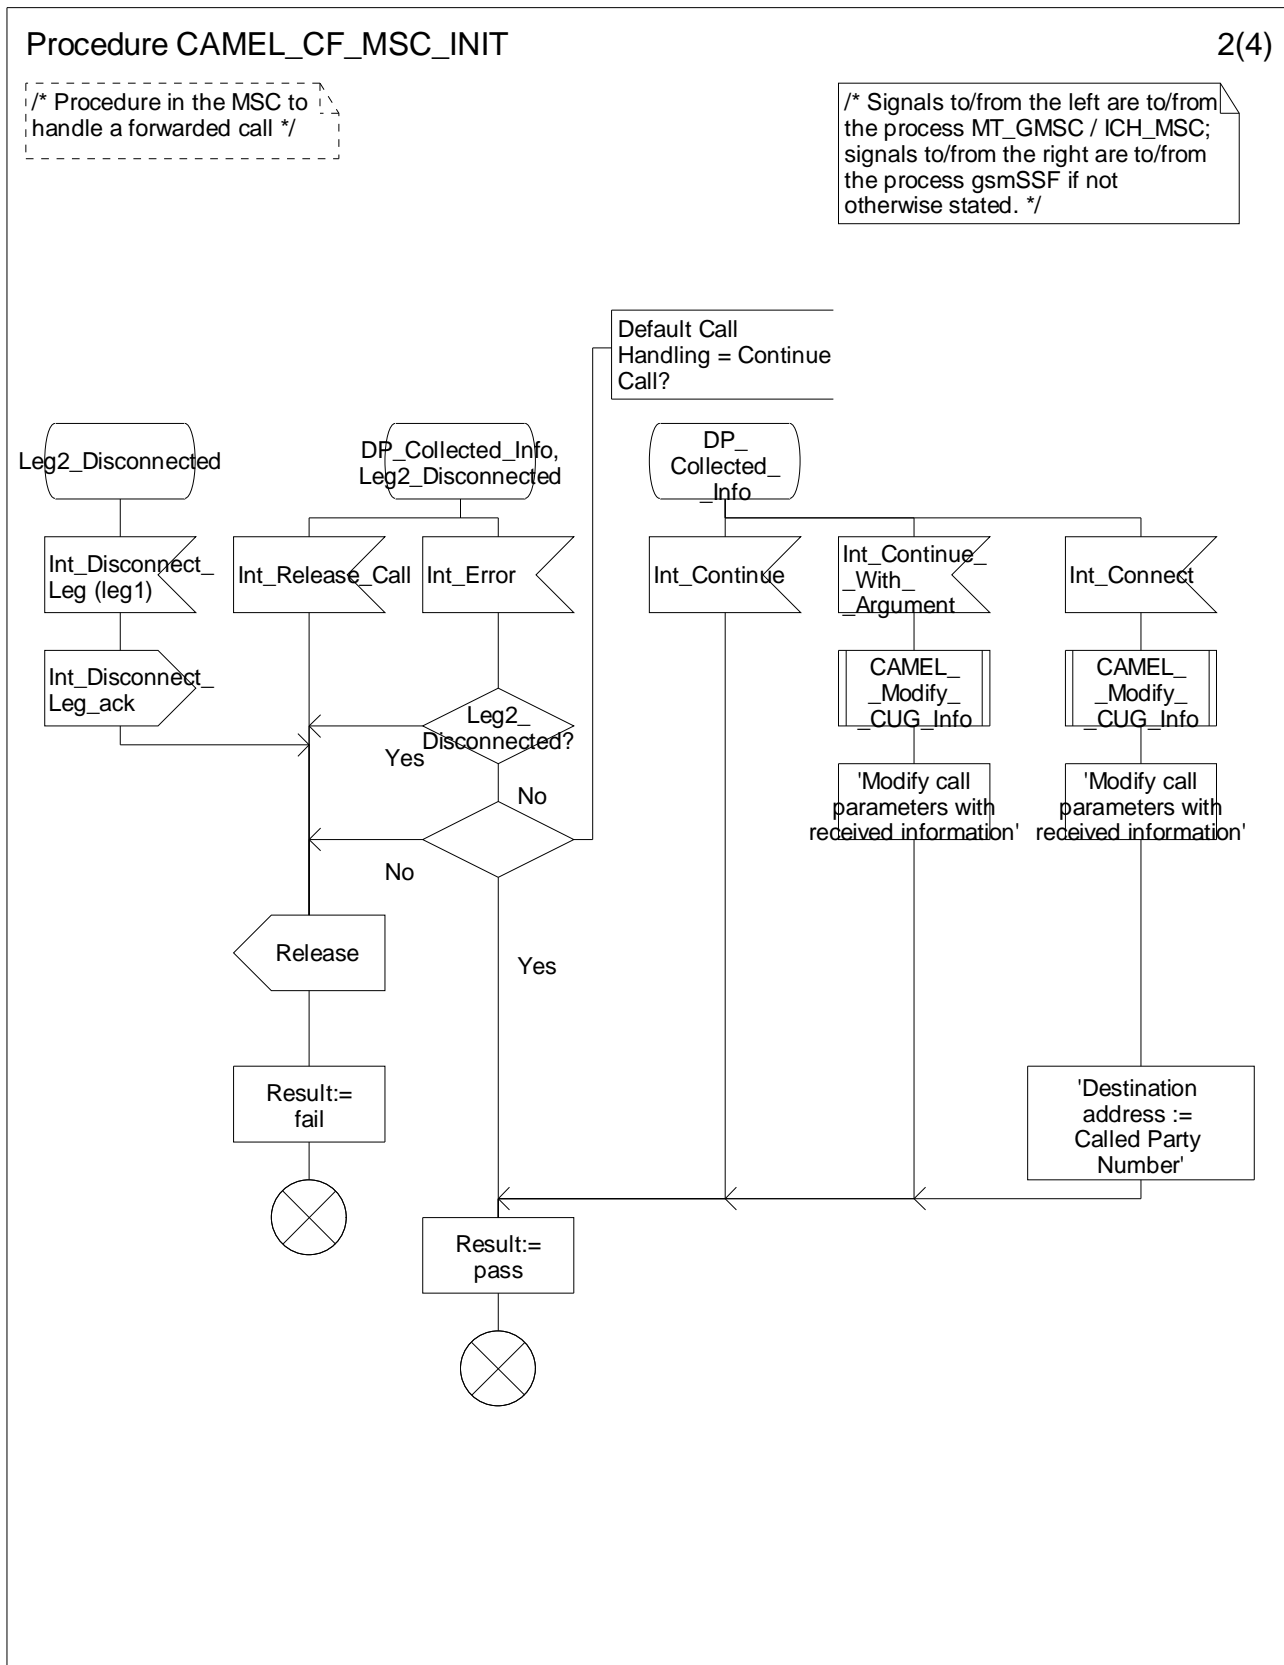 Procedure CAMEL_CF_MSC_INIT
2(4)
/* Procedure in the MSC to
handle a forwarded call */
/* Signals to/from the left are to/from
the process MT_GMSC / ICH_MSC;
signals to/from the right are to/from
the process gsmSSF if not
otherwise stated. */
Default Call
Handling = Continue
Call?
Leg2_Disconnected
DP_Collected_Info,
Leg2_Disconnected
DP_
Collected_
_Info
Int_Disconnect_
Leg (leg1)
Int_Release_Call
Int_Error
Int_Continue
Int_Continue_
_With_
_Argument
Int_Connect
Int_Disconnect_
Leg_ack
Leg2_
Disconnected?
CAMEL_
_Modify_
_CUG_Info
CAMEL_
_Modify_
_CUG_Info
Yes
No
'Modify call
parameters with
received information'
'Modify call
parameters with
received information'
No
Release
Yes
Result:=
fail
'Destination
address :=
Called Party
Number'
Result:=
pass